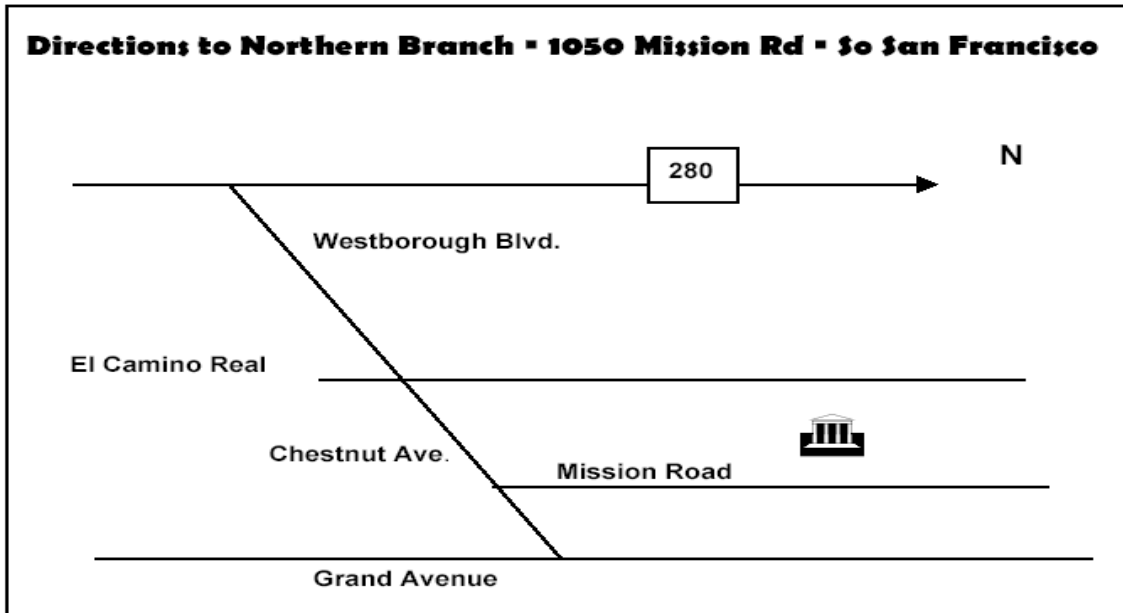 Directions to Northern Branch ▪ 1050 Mission Rd ▪ So San Francisco
N
280
Westborough Blvd.
El Camino Real
Chestnut Ave.
Mission Road
Grand Avenue